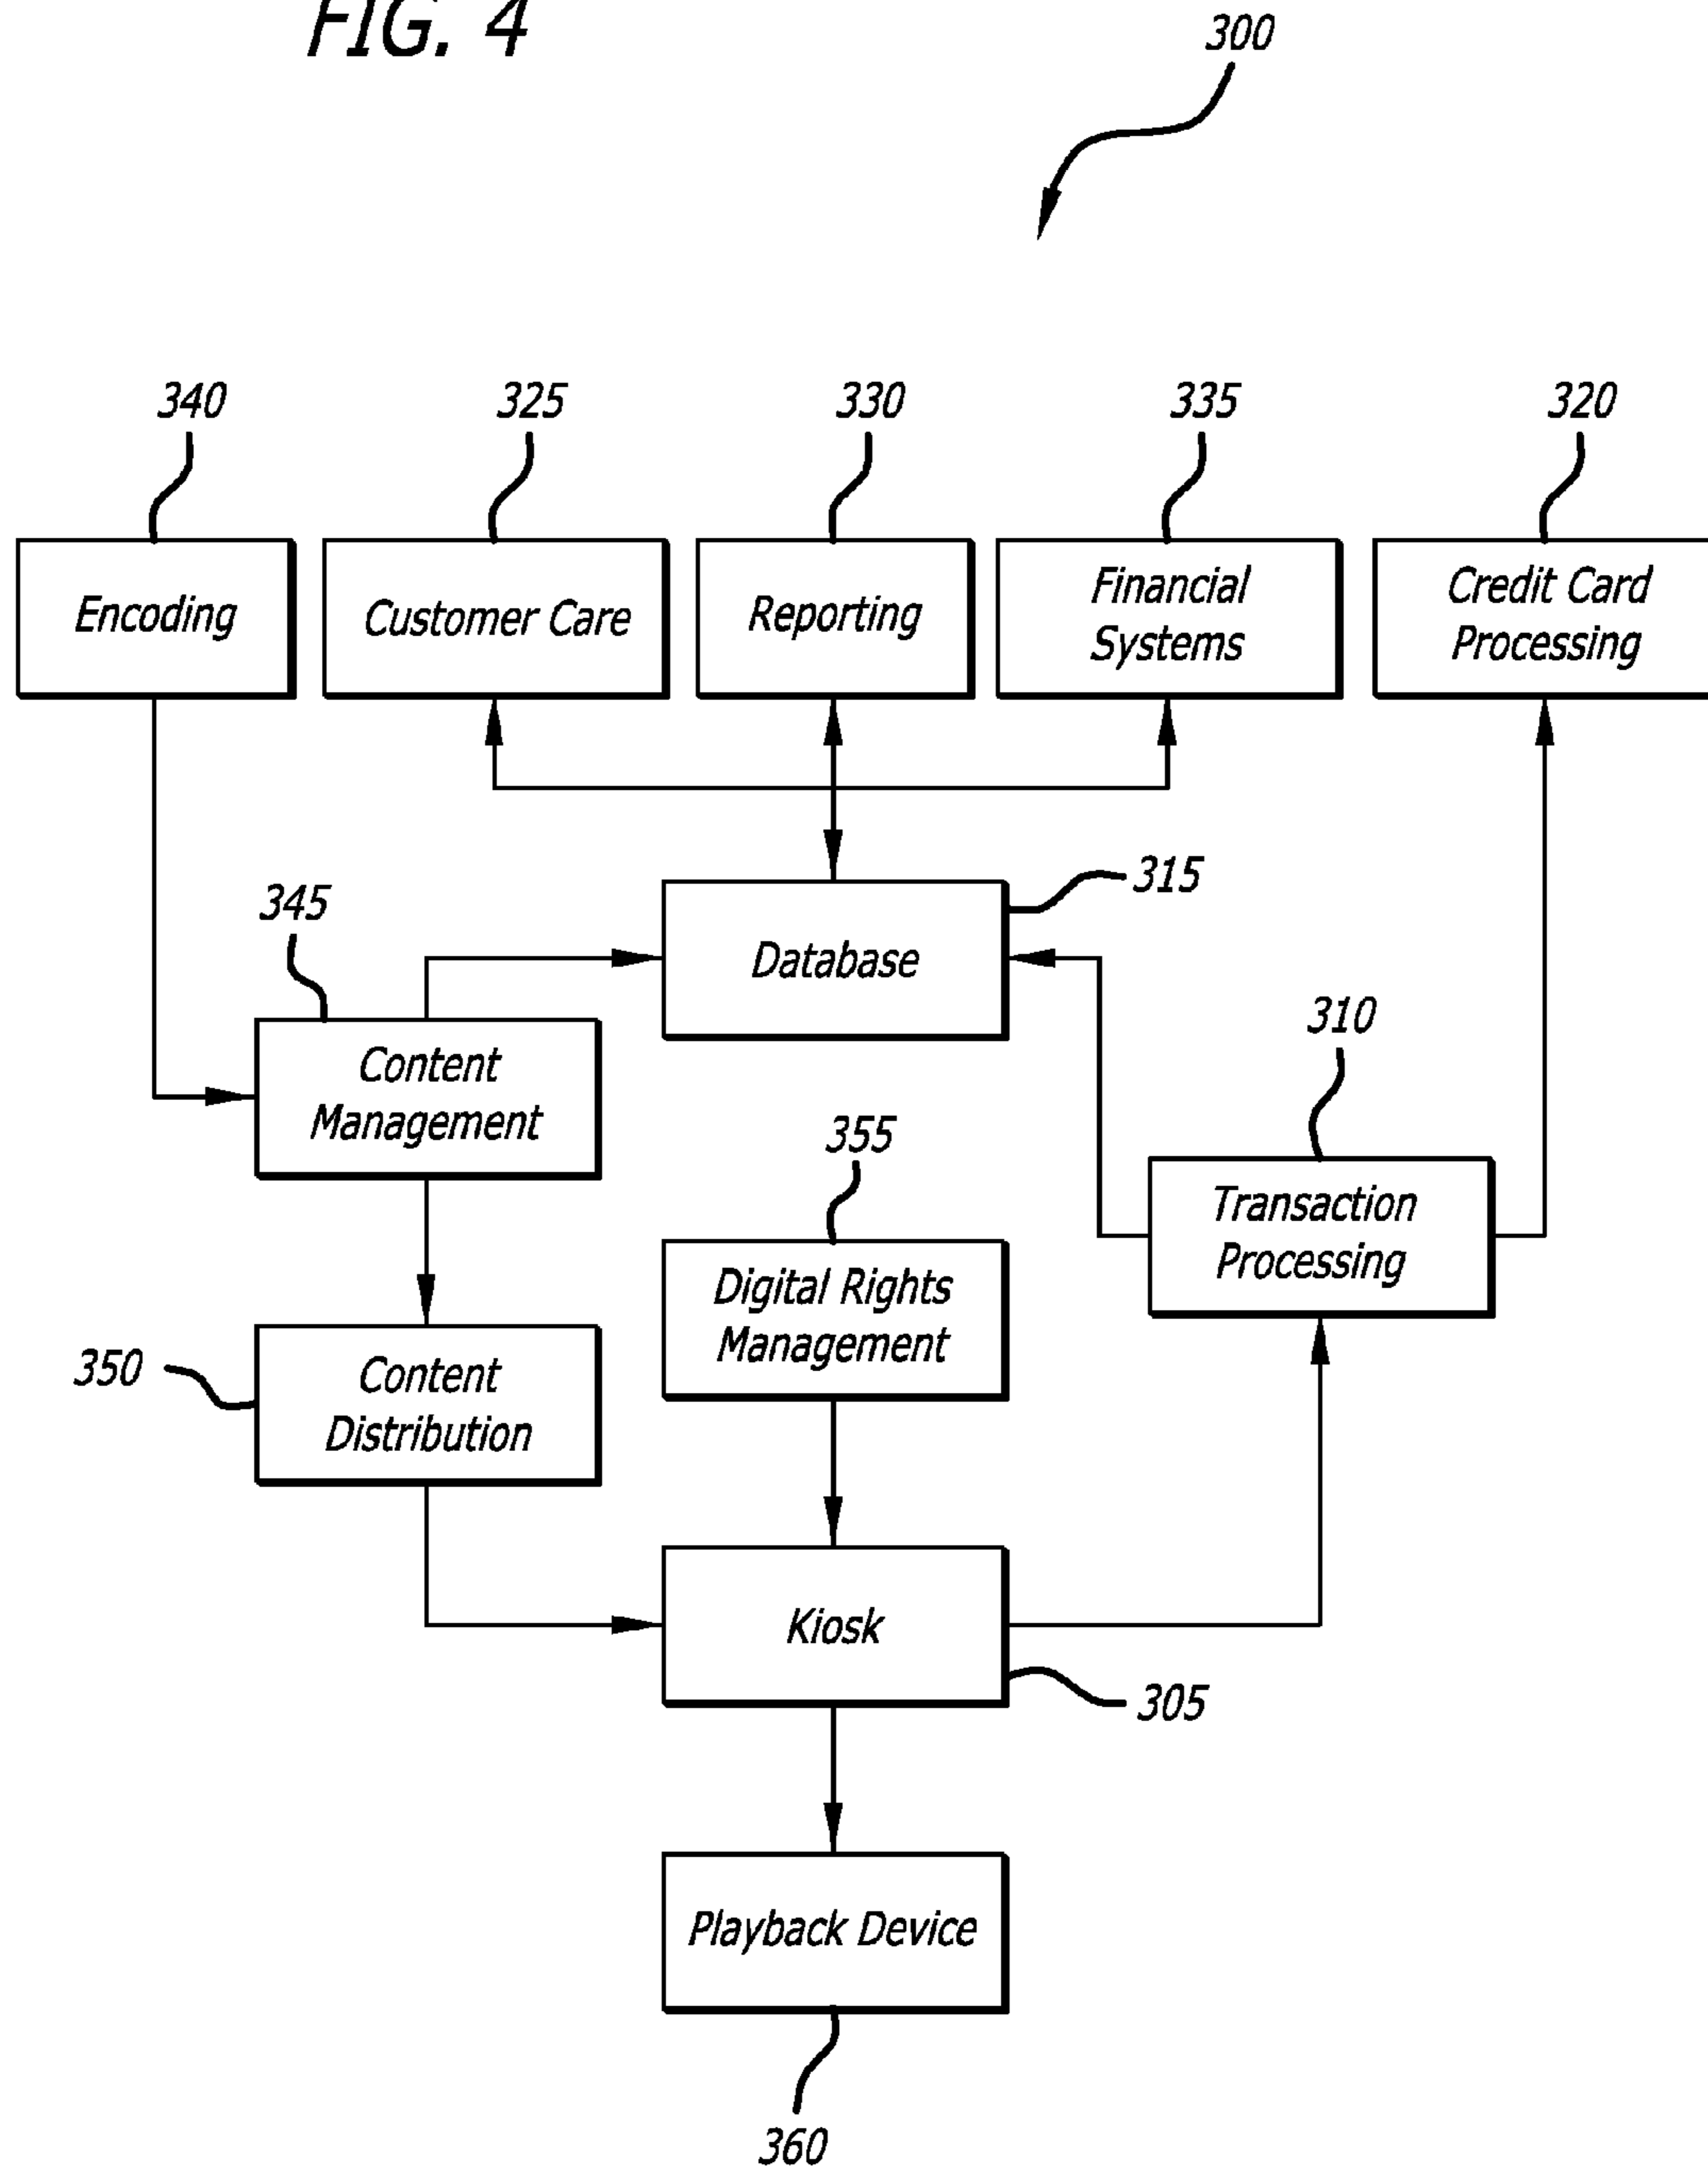 FIG. 4
300
340
325
330
335
320
Encoding
Customer Care
Reporting
Financial
Systems
Credit Card
Processing
315
345
Database
310
Content
Management
355
Transaction
Processing
Digital Rights
Management
350
Content
Distribution
Kiosk
305
Playback Device
360